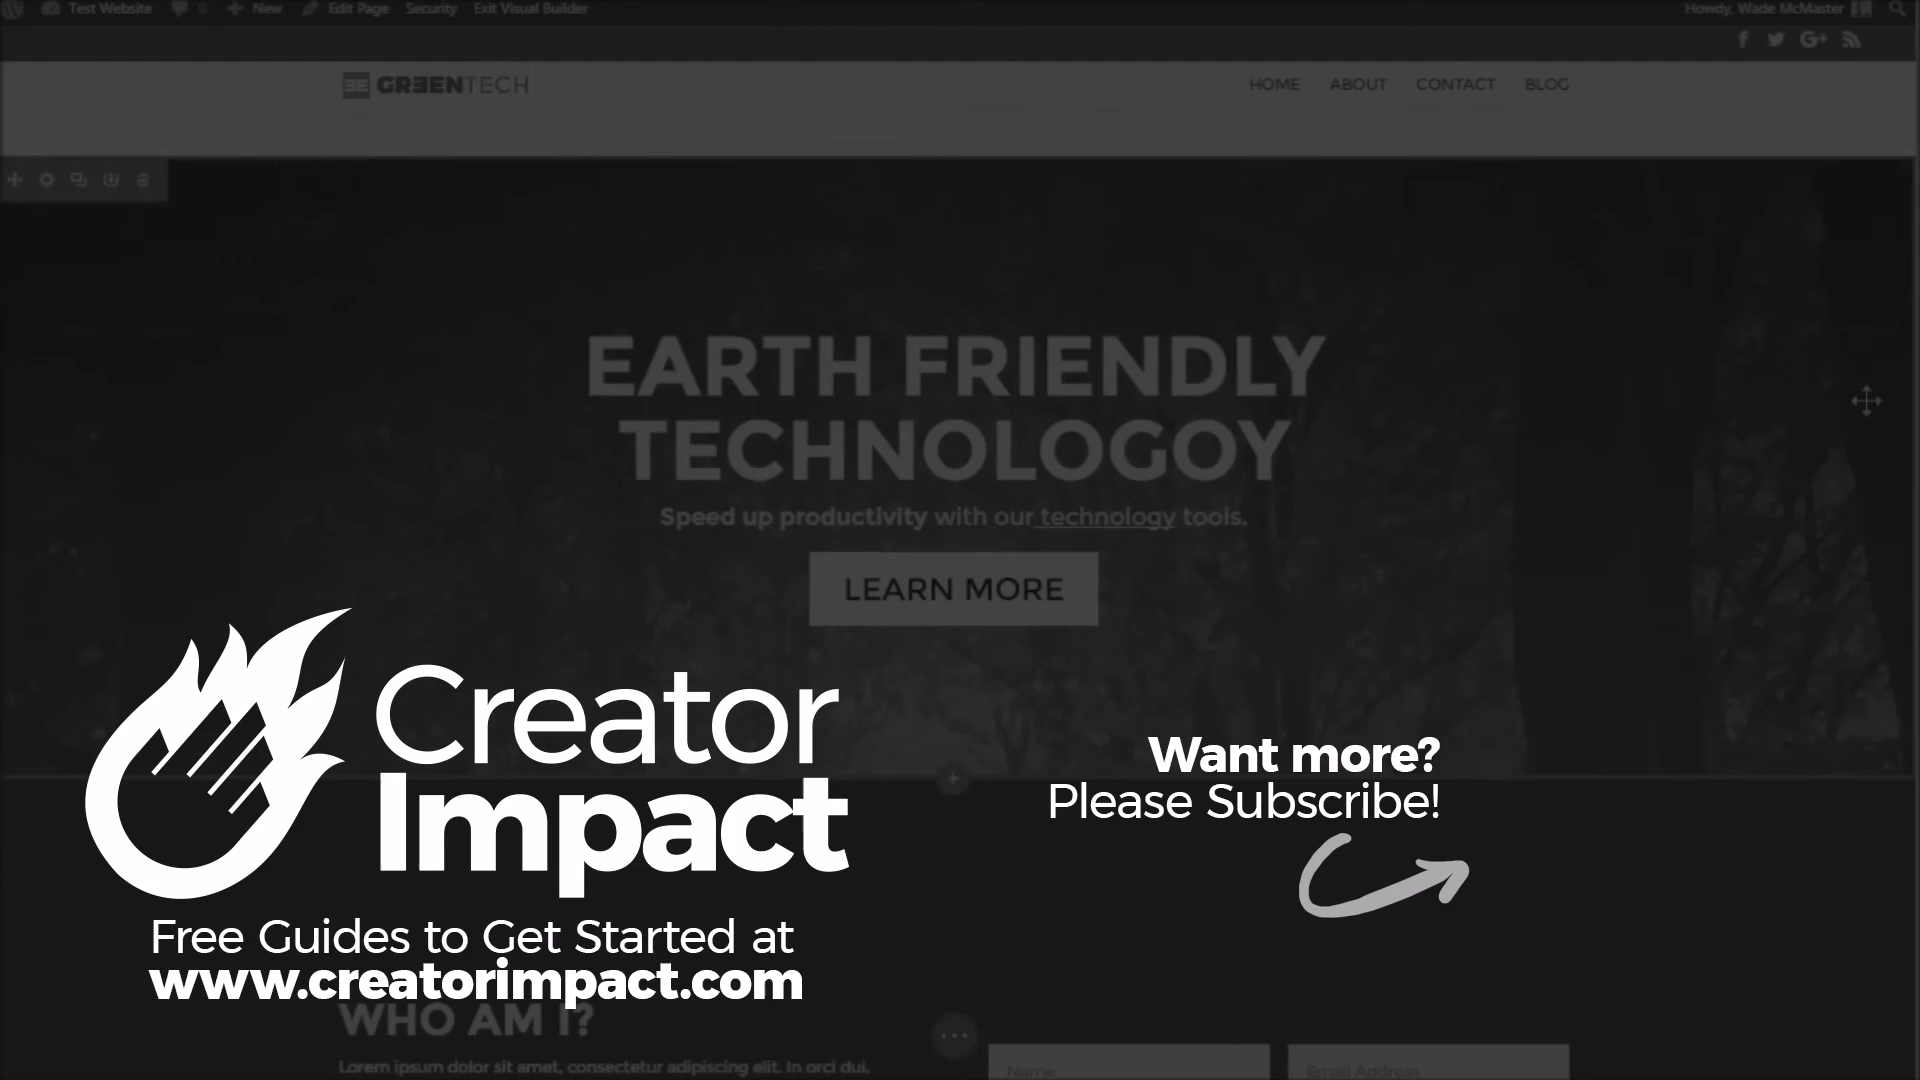 Test Website 0 New Edit Page Security Exit Visual Builder Howdy, Wade McMaster
GREENTECH
HOME ABOUT CONTACT BLOG
EARTH FRIENDLY
TECHNOLOGOY
Speed up productivity with our technology tools.
LEARN MORE
Creator
Impact
Free Guides to Get Started at
www.creatorimpact.com
Want more?
Please Subscribe!
WHO AM I?
Lorem ipsum dolor sit amet, consectetur adipiscing elit. In orci dui,
Name
Email Address